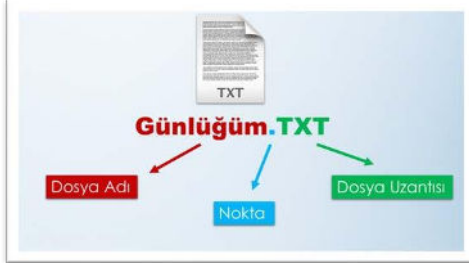 TXT
Günlüğüm.TXT
Dosya Adı
Nokta
Dosya Uzantısı